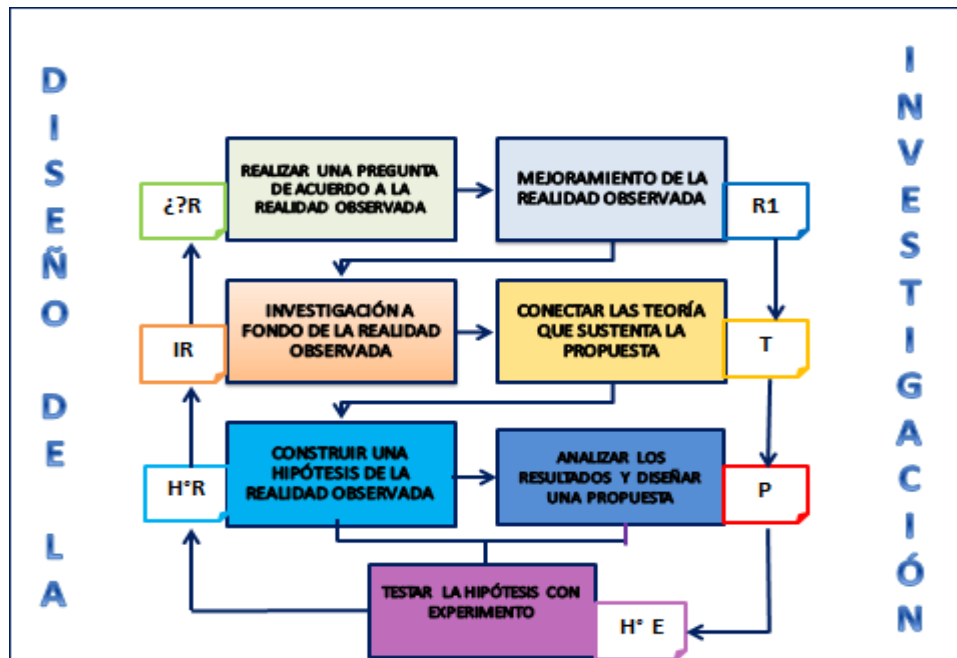 DISEÑO DE LA
INVESTIGACIÓN
REALIZAR UNA PREGUNTA
DE ACUERDO A LA
REALIDAD OBSERVADA
¿?R
MEJORAMIENTO DE LA
REALIDAD OBSERVADA
R1
INVESTIGACIÓN A
FONDO DE LA REALIDAD
OBSERVADA
IR
CONECTAR LAS TEORÍA
QUE SUSTENTA LA
PROPUESTA
T
CONSTRUIR UNA
HIPÓTESIS DE LA
REALIDAD OBSERVADA
H°R
ANALIZAR LOS
RESULTADOS Y DISEÑAR
UNA PROPUESTA
P
TESTAR LA HIPÓTESIS CON
EXPERIMENTO
H° E